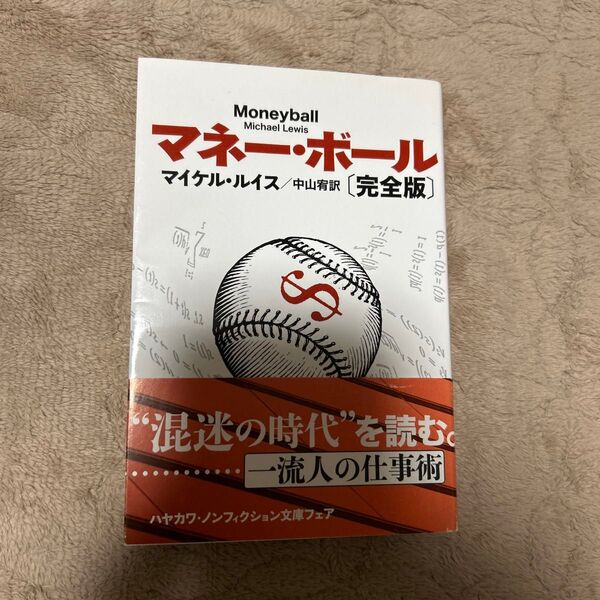 Moneyball
Michael Lewis
マネー・ボール
マイケル・ルイス／中山宥訳〔完全版〕
$
“混迷の時代”を読む。
一流人の仕事術
ハヤカワ・ノンフィクション文庫フェア